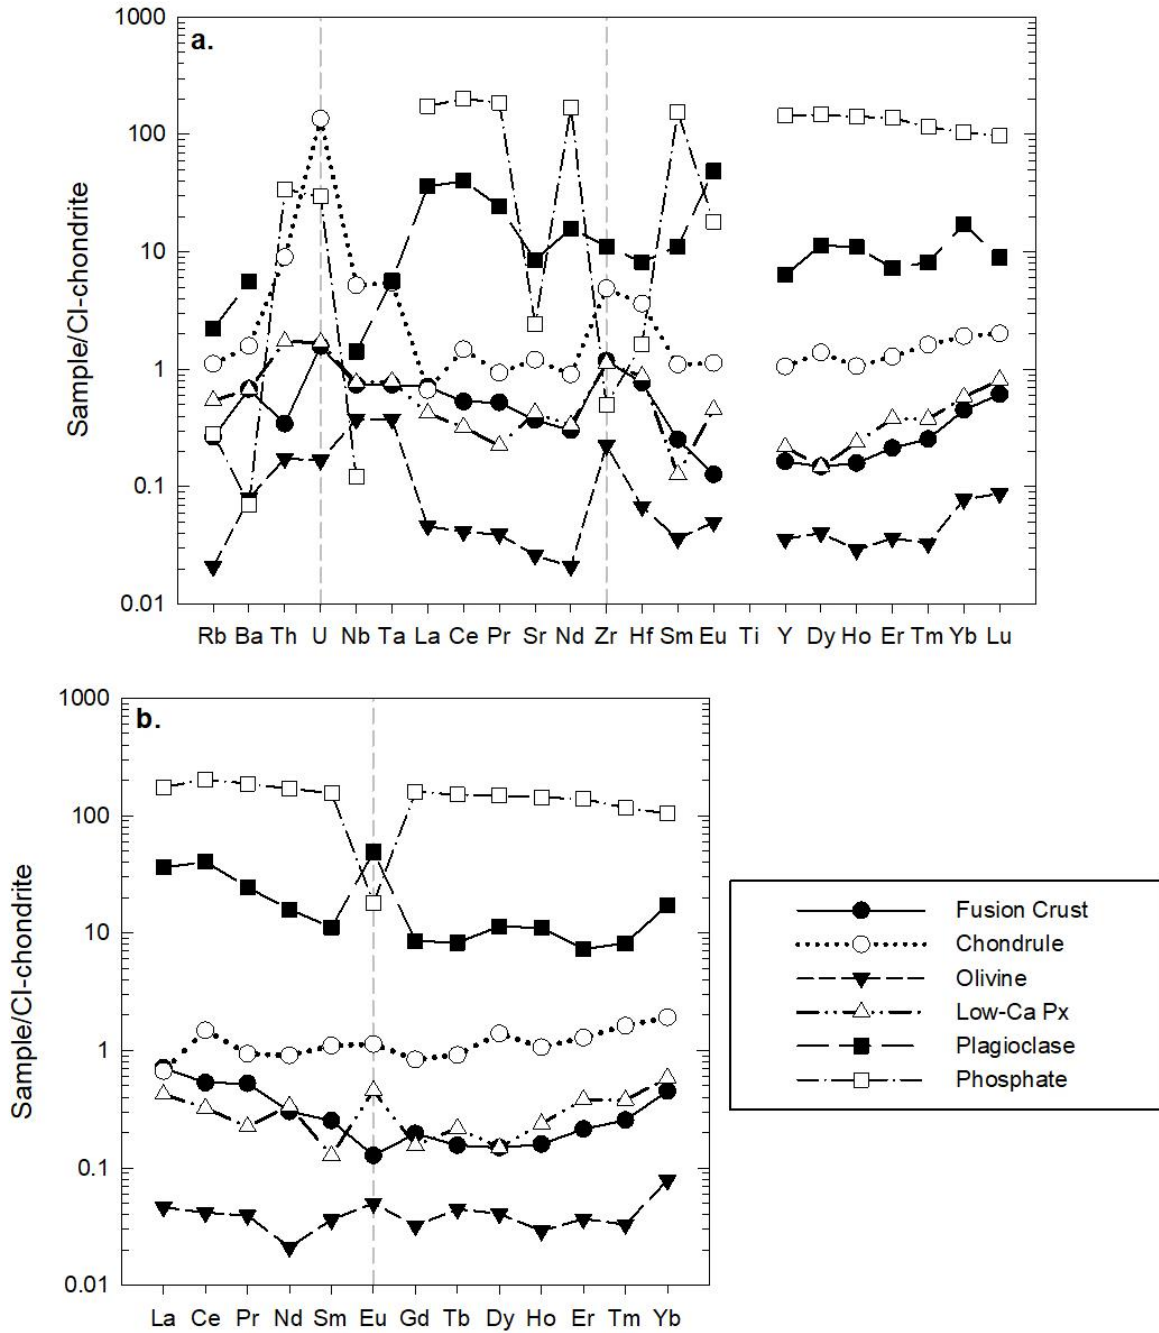 a.
1000
100
10
1
0.1
0.01
Sample/CI-chondrite
Rb Ba Th U Nb Ta La Ce Pr Sr Nd Zr Hf Sm Eu Ti Y Dy Ho Er Tm Yb Lu
b.
1000
100
10
1
0.1
0.01
Sample/CI-chondrite
La Ce Pr Nd Sm Eu Gd Tb Dy Ho Er Tm Yb
Fusion Crust
Chondrule
Olivine
Low-Ca Px
Plagioclase
Phosphate